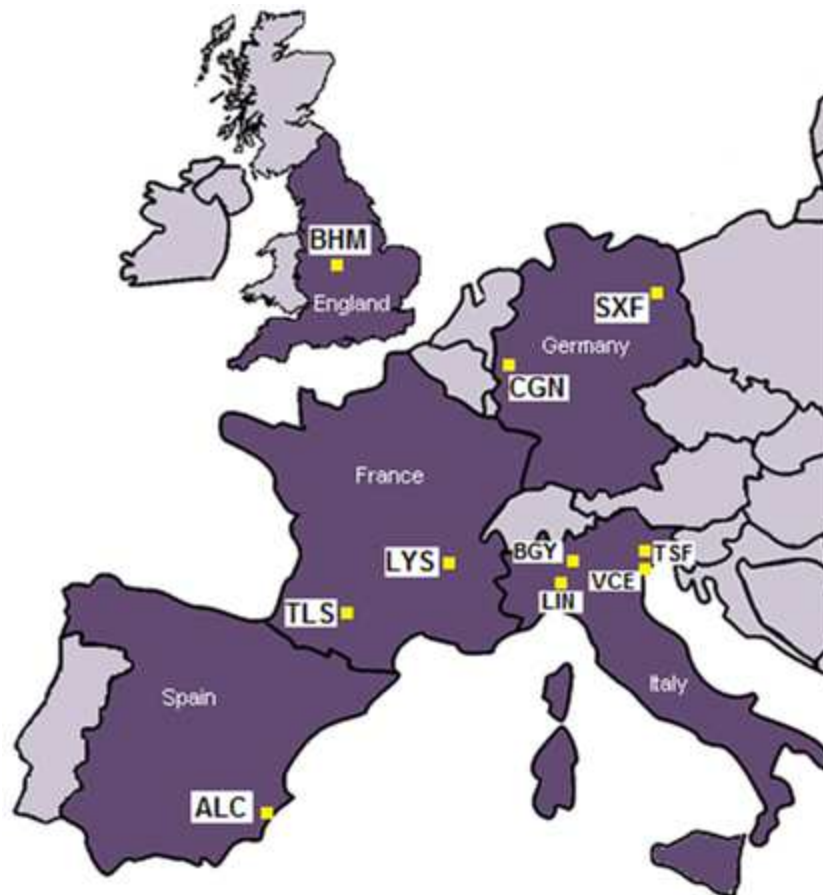 BHM
England
SXF
Germany
CGN
France
LYS
BGY
TSF
VCE
LIN
TLS
Italy
Spain
ALC